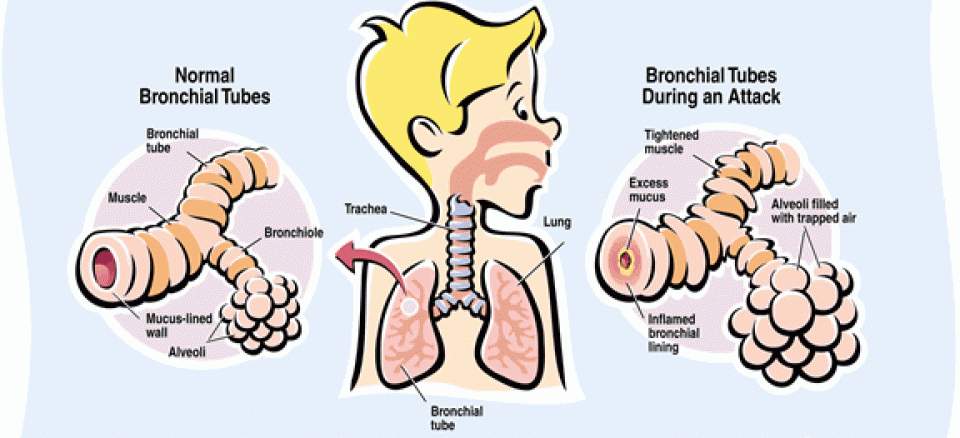 Normal
Bronchial Tubes
Bronchial
tube
Muscle
Bronchiole
Mucus-lined
wall
Alveoli
Trachea
Lung
Bronchial
tube
Bronchial Tubes
During an Attack
Tightened
muscle
Excess
mucus
Alveoli filled
with trapped air
Inflamed
bronchial
lining